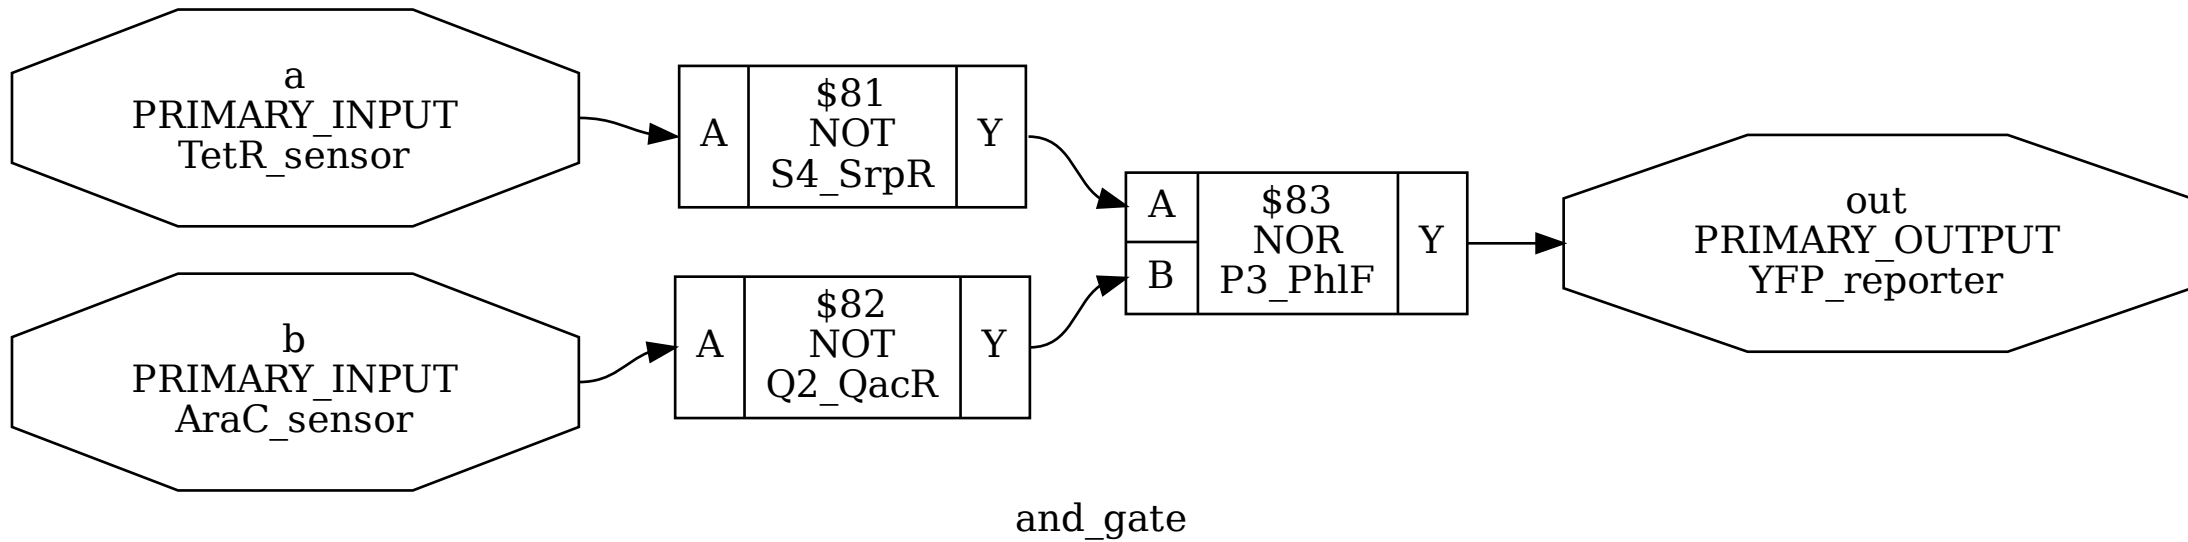 a
PRIMARY_INPUT
TetR_sensor
A
$81
NOT
S4_SrpR
Y
b
PRIMARY_INPUT
AraC_sensor
A
$82
NOT
Q2_QacR
Y
A
B
$83
NOR
P3_PhlF
Y
out
PRIMARY_OUTPUT
YFP_reporter
and_gate